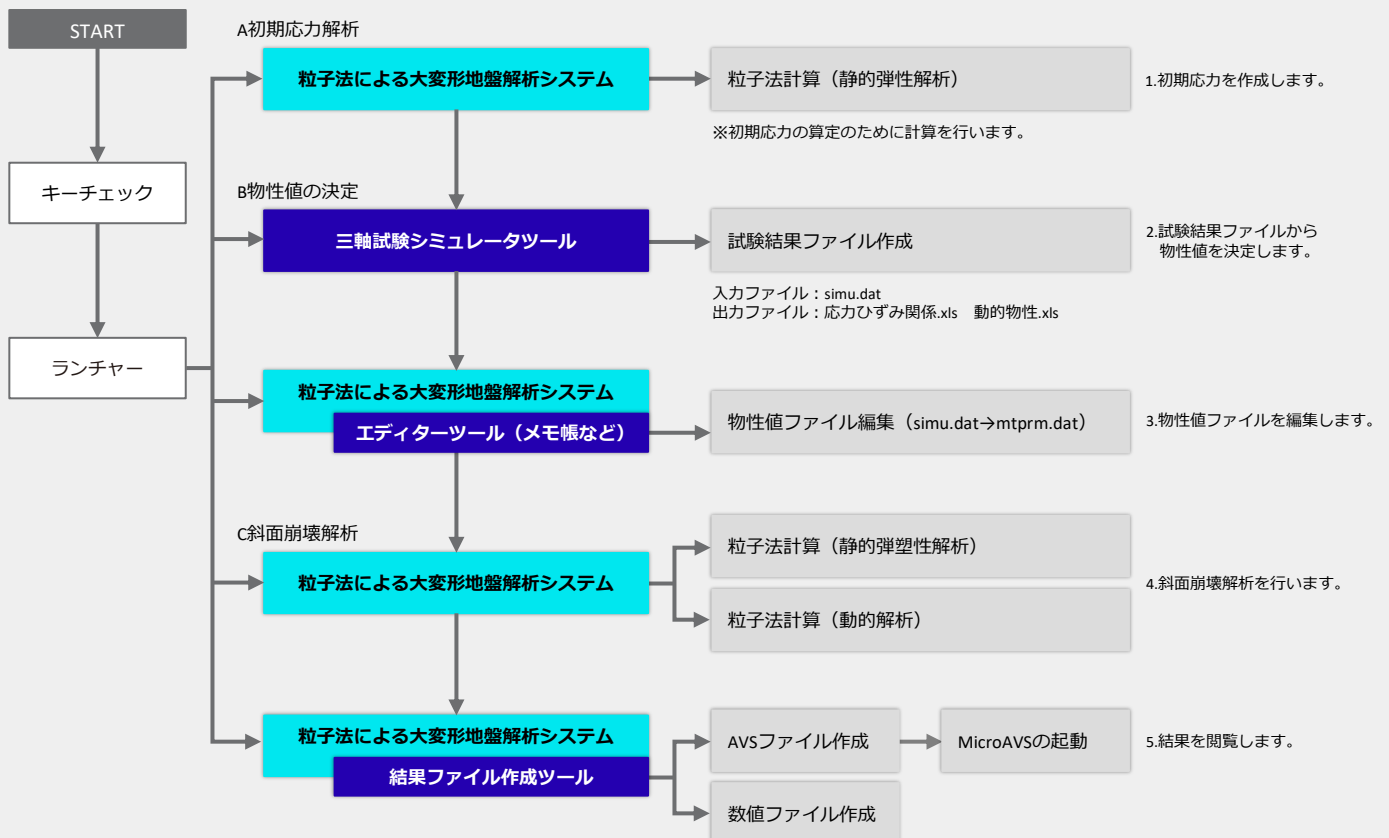 START
キーチェック
ランチャー
A初期応力解析
粒子法による大変形地盤解析システム
粒子法計算（静的弾性解析）
1.初期応力を作成します。
※初期応力の算定のために計算を行います。
B物性値の決定
三軸試験シミュレータツール
試験結果ファイル作成
2.試験結果ファイルから
物性値を決定します。
入力ファイル：simu.dat
出力ファイル：応力ひずみ関係.xls　動的物性.xls
粒子法による大変形地盤解析システム
エディターツール（メモ帳など）
物性値ファイル編集（simu.dat→mtprm.dat）
3.物性値ファイルを編集します。
C斜面崩壊解析
粒子法による大変形地盤解析システム
粒子法計算（静的弾塑性解析）
粒子法計算（動的解析）
4.斜面崩壊解析を行います。
粒子法による大変形地盤解析システム
結果ファイル作成ツール
AVSファイル作成
MicroAVSの起動
5.結果を閲覧します。
数値ファイル作成